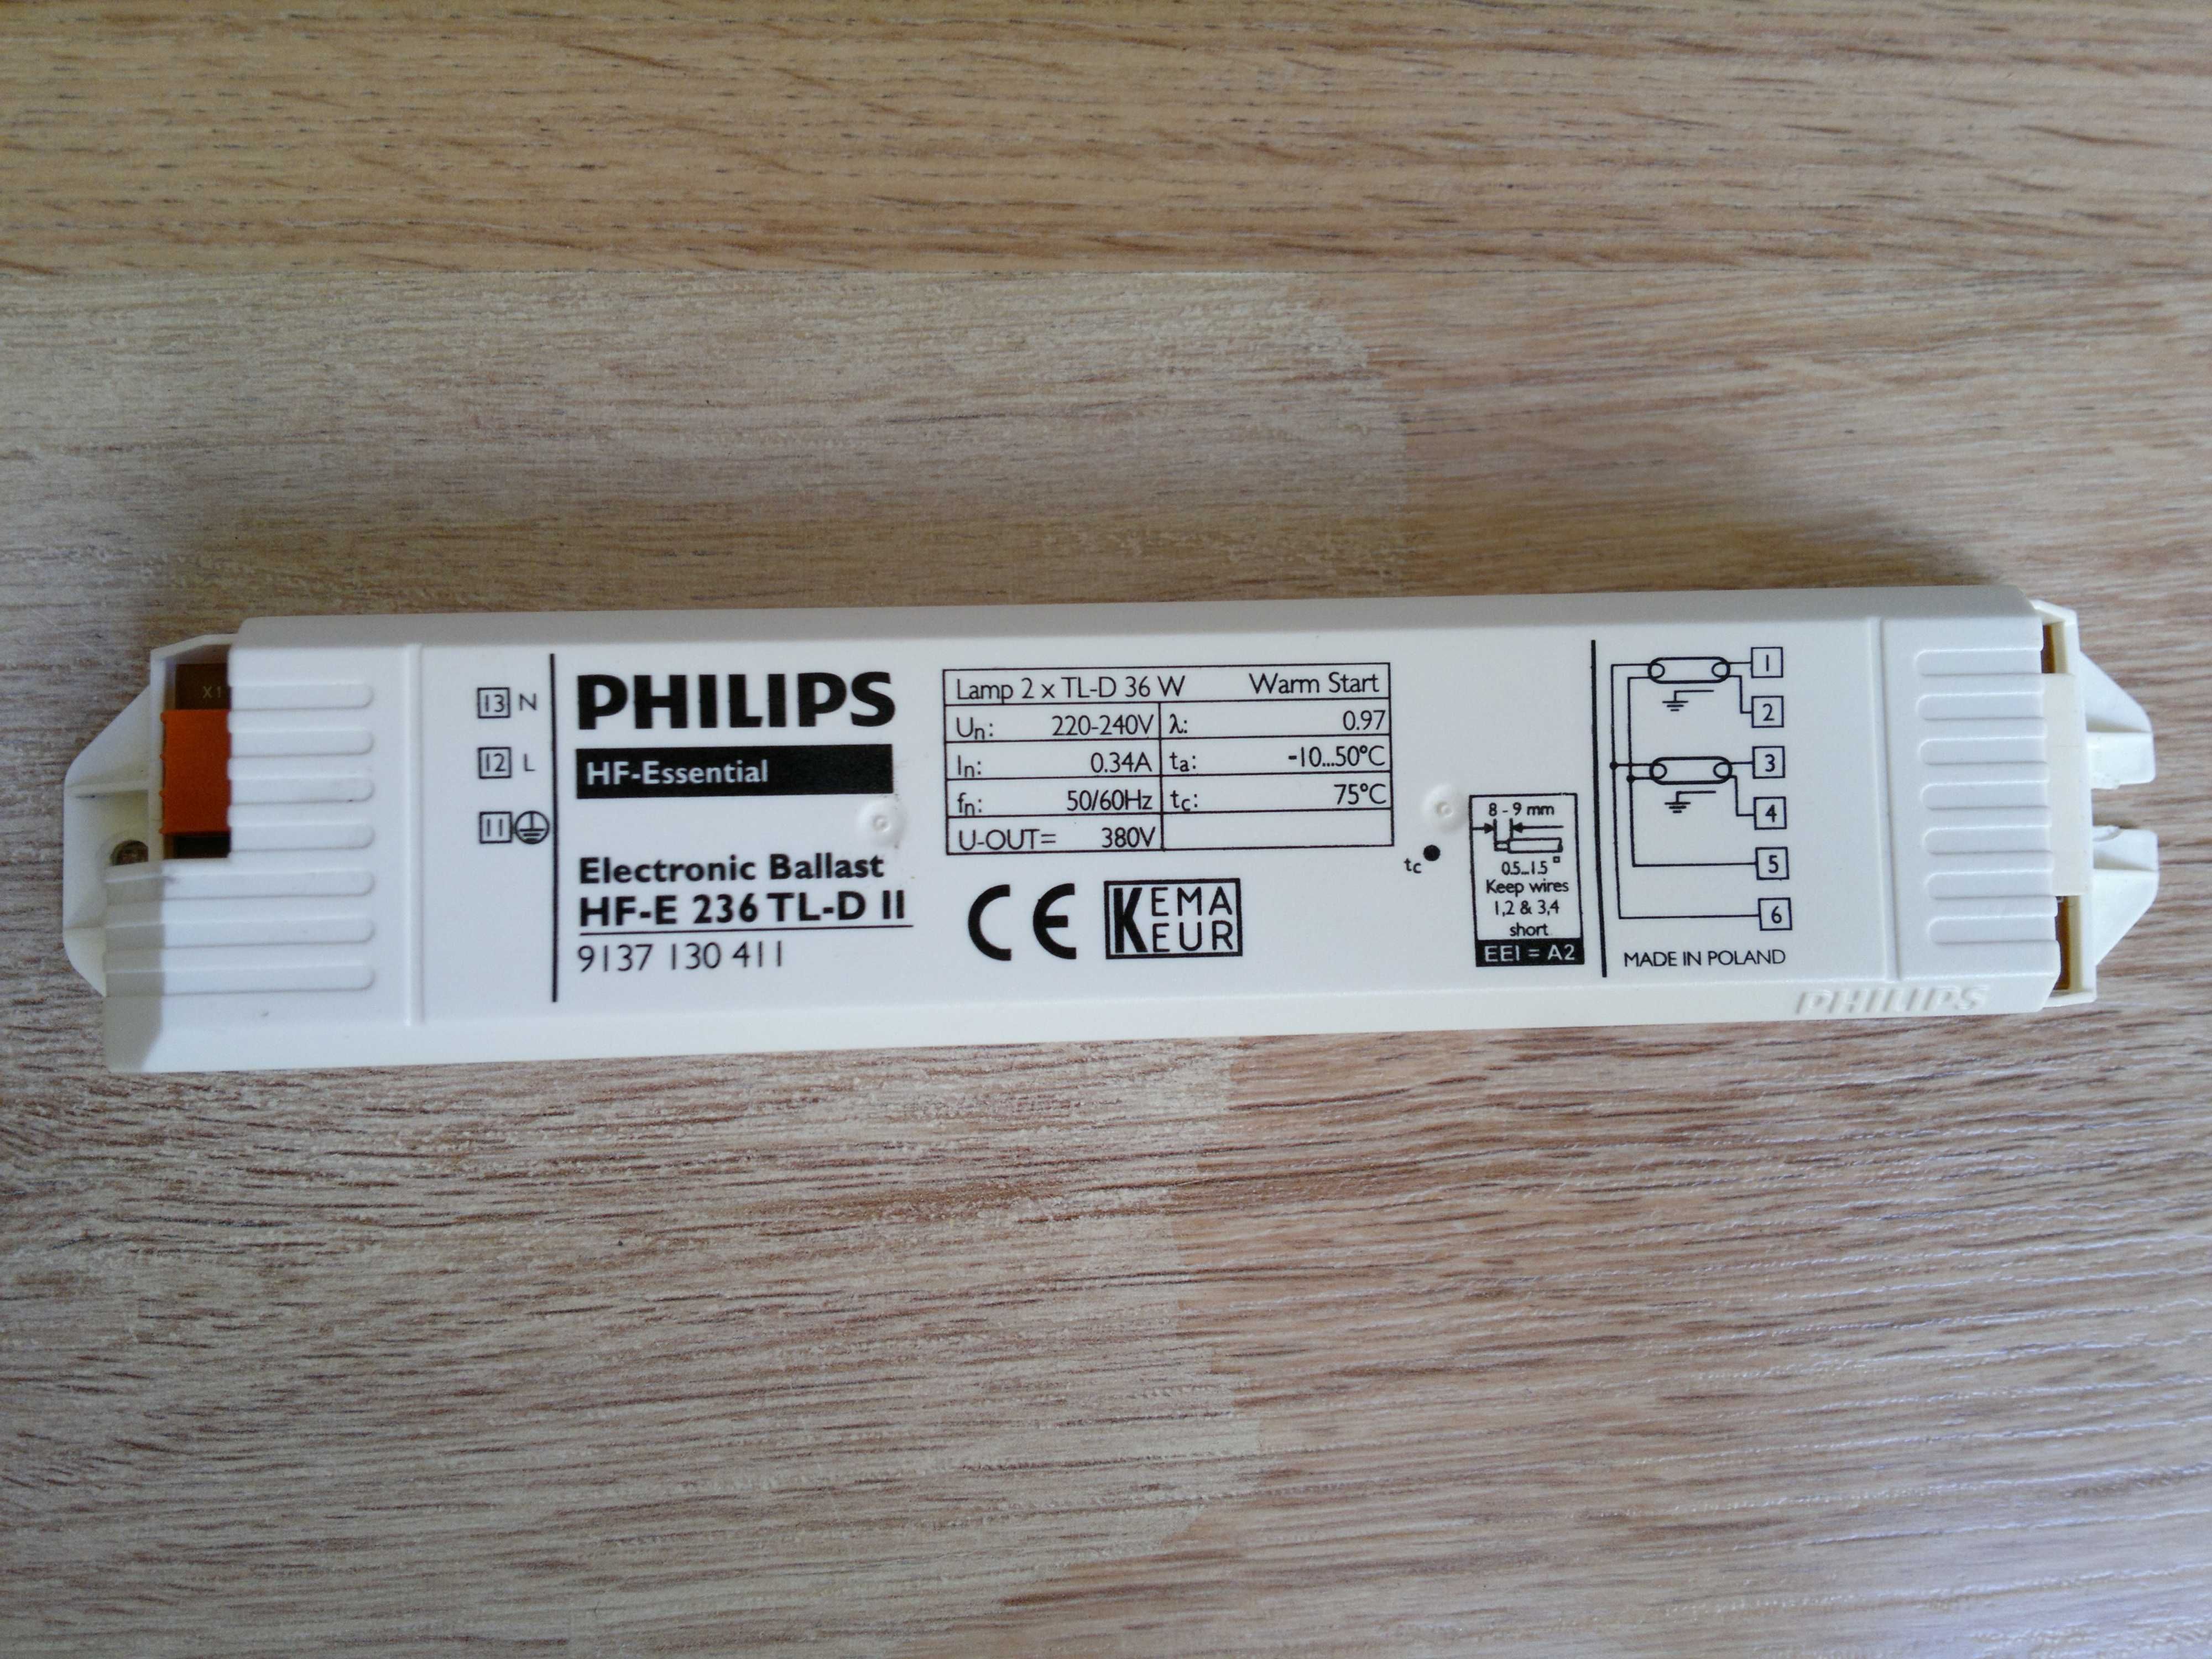 X1
13 N
12 L
11
PHILIPS
HF-Essential
Electronic Ballast
HF-E 236 TL-D II
9137 130 411
Lamp 2 x TL-D 36 W Warm Start
Un: 220-240V λ: 0.97
In: 0.34A ta: -10...50°C
fn: 50/60Hz tc: 75°C
U-OUT= 380V
CE
KEMA
KEUR
tc
8 - 9 mm
0.5...1.5
Keep wires
1,2 & 3,4
short
EEI = A2
1
2
3
4
5
6
MADE IN POLAND
PHILIPS